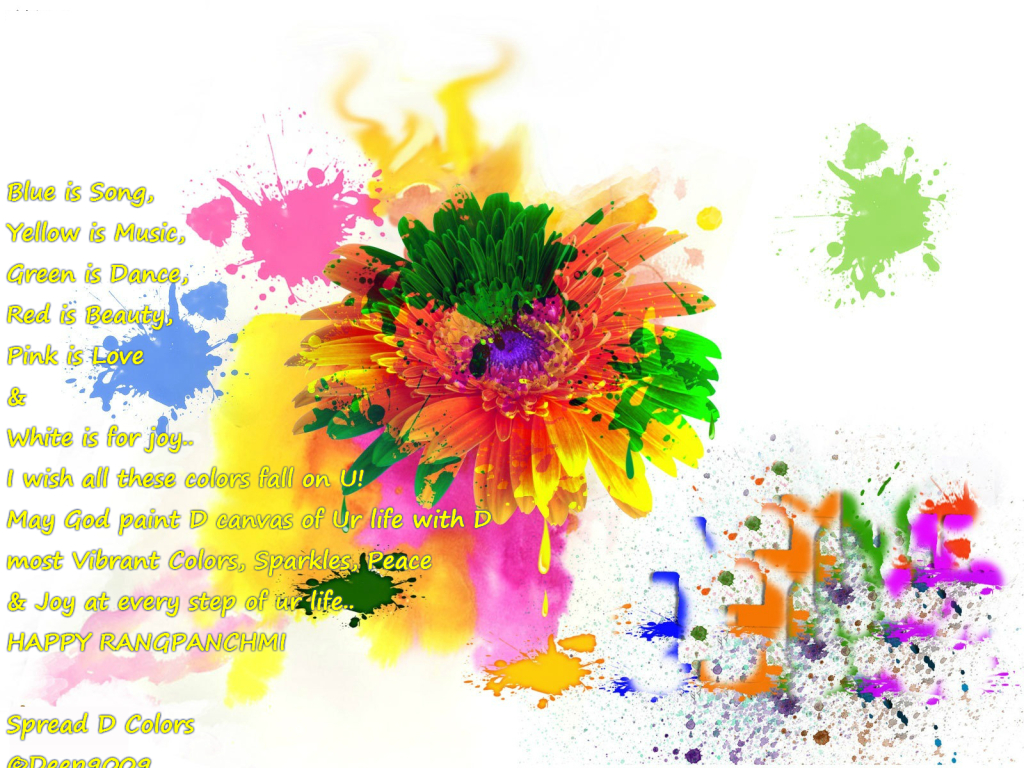 Blue is Song,
Yellow is Music,
Green is Dance,
Red is Beauty,
Pink is Love
&
White is for joy..
I wish all these colors fall on U!
May God paint D canvas of Ur life with D
most Vibrant Colors, Sparkles, Peace
& Joy at every step of ur life..
HAPPY RANGPANCHMI
Spread D Colors